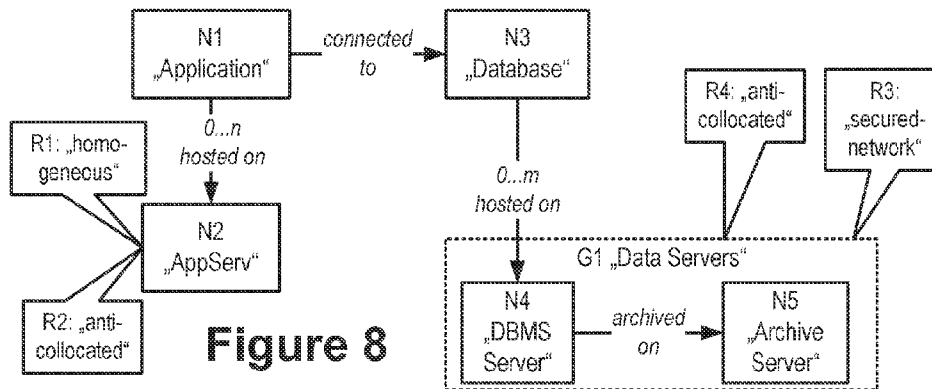 N1
„Application“
connected
to
N3
„Database“
R4: „anti-
collocated“
R3:
„secured-
network“
R1: „homo-
geneous“
0...n
hosted on
0...m
hosted on
N2
„AppServ“
G1 „Data Servers“
R2: „anti-
collocated“
N4
„DBMS
Server“
archived
on
N5
„Archive
Server“
Figure 8